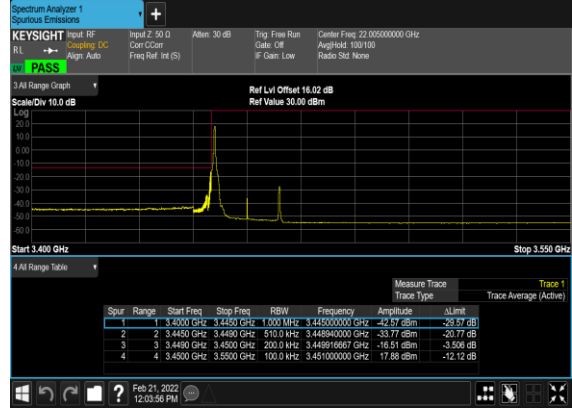 Spectrum Analyzer 1
Spurious Emissions
+
KEYSIGHT Input: RF Input Z: 50 Ω Atten: 30 dB Trig: Free Run Center Freq: 22.005000000 GHz
RL Coupling: DC Corr CCorr Gate: Off Avg|Hold: 100/100
Align: Auto Freq Ref: Int (S) IF Gain: Low Radio Std: None
LW PASS
3 All Range Graph
Ref Lvl Offset 16.02 dB
Scale/Div 10.0 dB Ref Value 30.00 dBm
Log
20.0
10.0
0.00
-10.0
-20.0
-30.0
-40.0
-50.0
-60.0
Start 3.400 GHz Stop 3.550 GHz
4 All Range Table
Measure Trace Trace 1
Trace Type Trace Average (Active)
Spur Range Start Freq Stop Freq RBW Frequency Amplitude ΔLimit
1 1 3.4000 GHz 3.4450 GHz 1.000 MHz 3.445000000 GHz -42.57 dBm -29.57 dB
2 2 3.4450 GHz 3.4490 GHz 510.0 kHz 3.448940000 GHz -33.77 dBm -20.77 dB
3 3 3.4490 GHz 3.4500 GHz 200.0 kHz 3.449916667 GHz -16.51 dBm -3.506 dB
4 4 3.4500 GHz 3.5500 GHz 100.0 kHz 3.451000000 GHz 17.88 dBm -12.12 dB
? Feb 21, 2022
12:03:56 PM